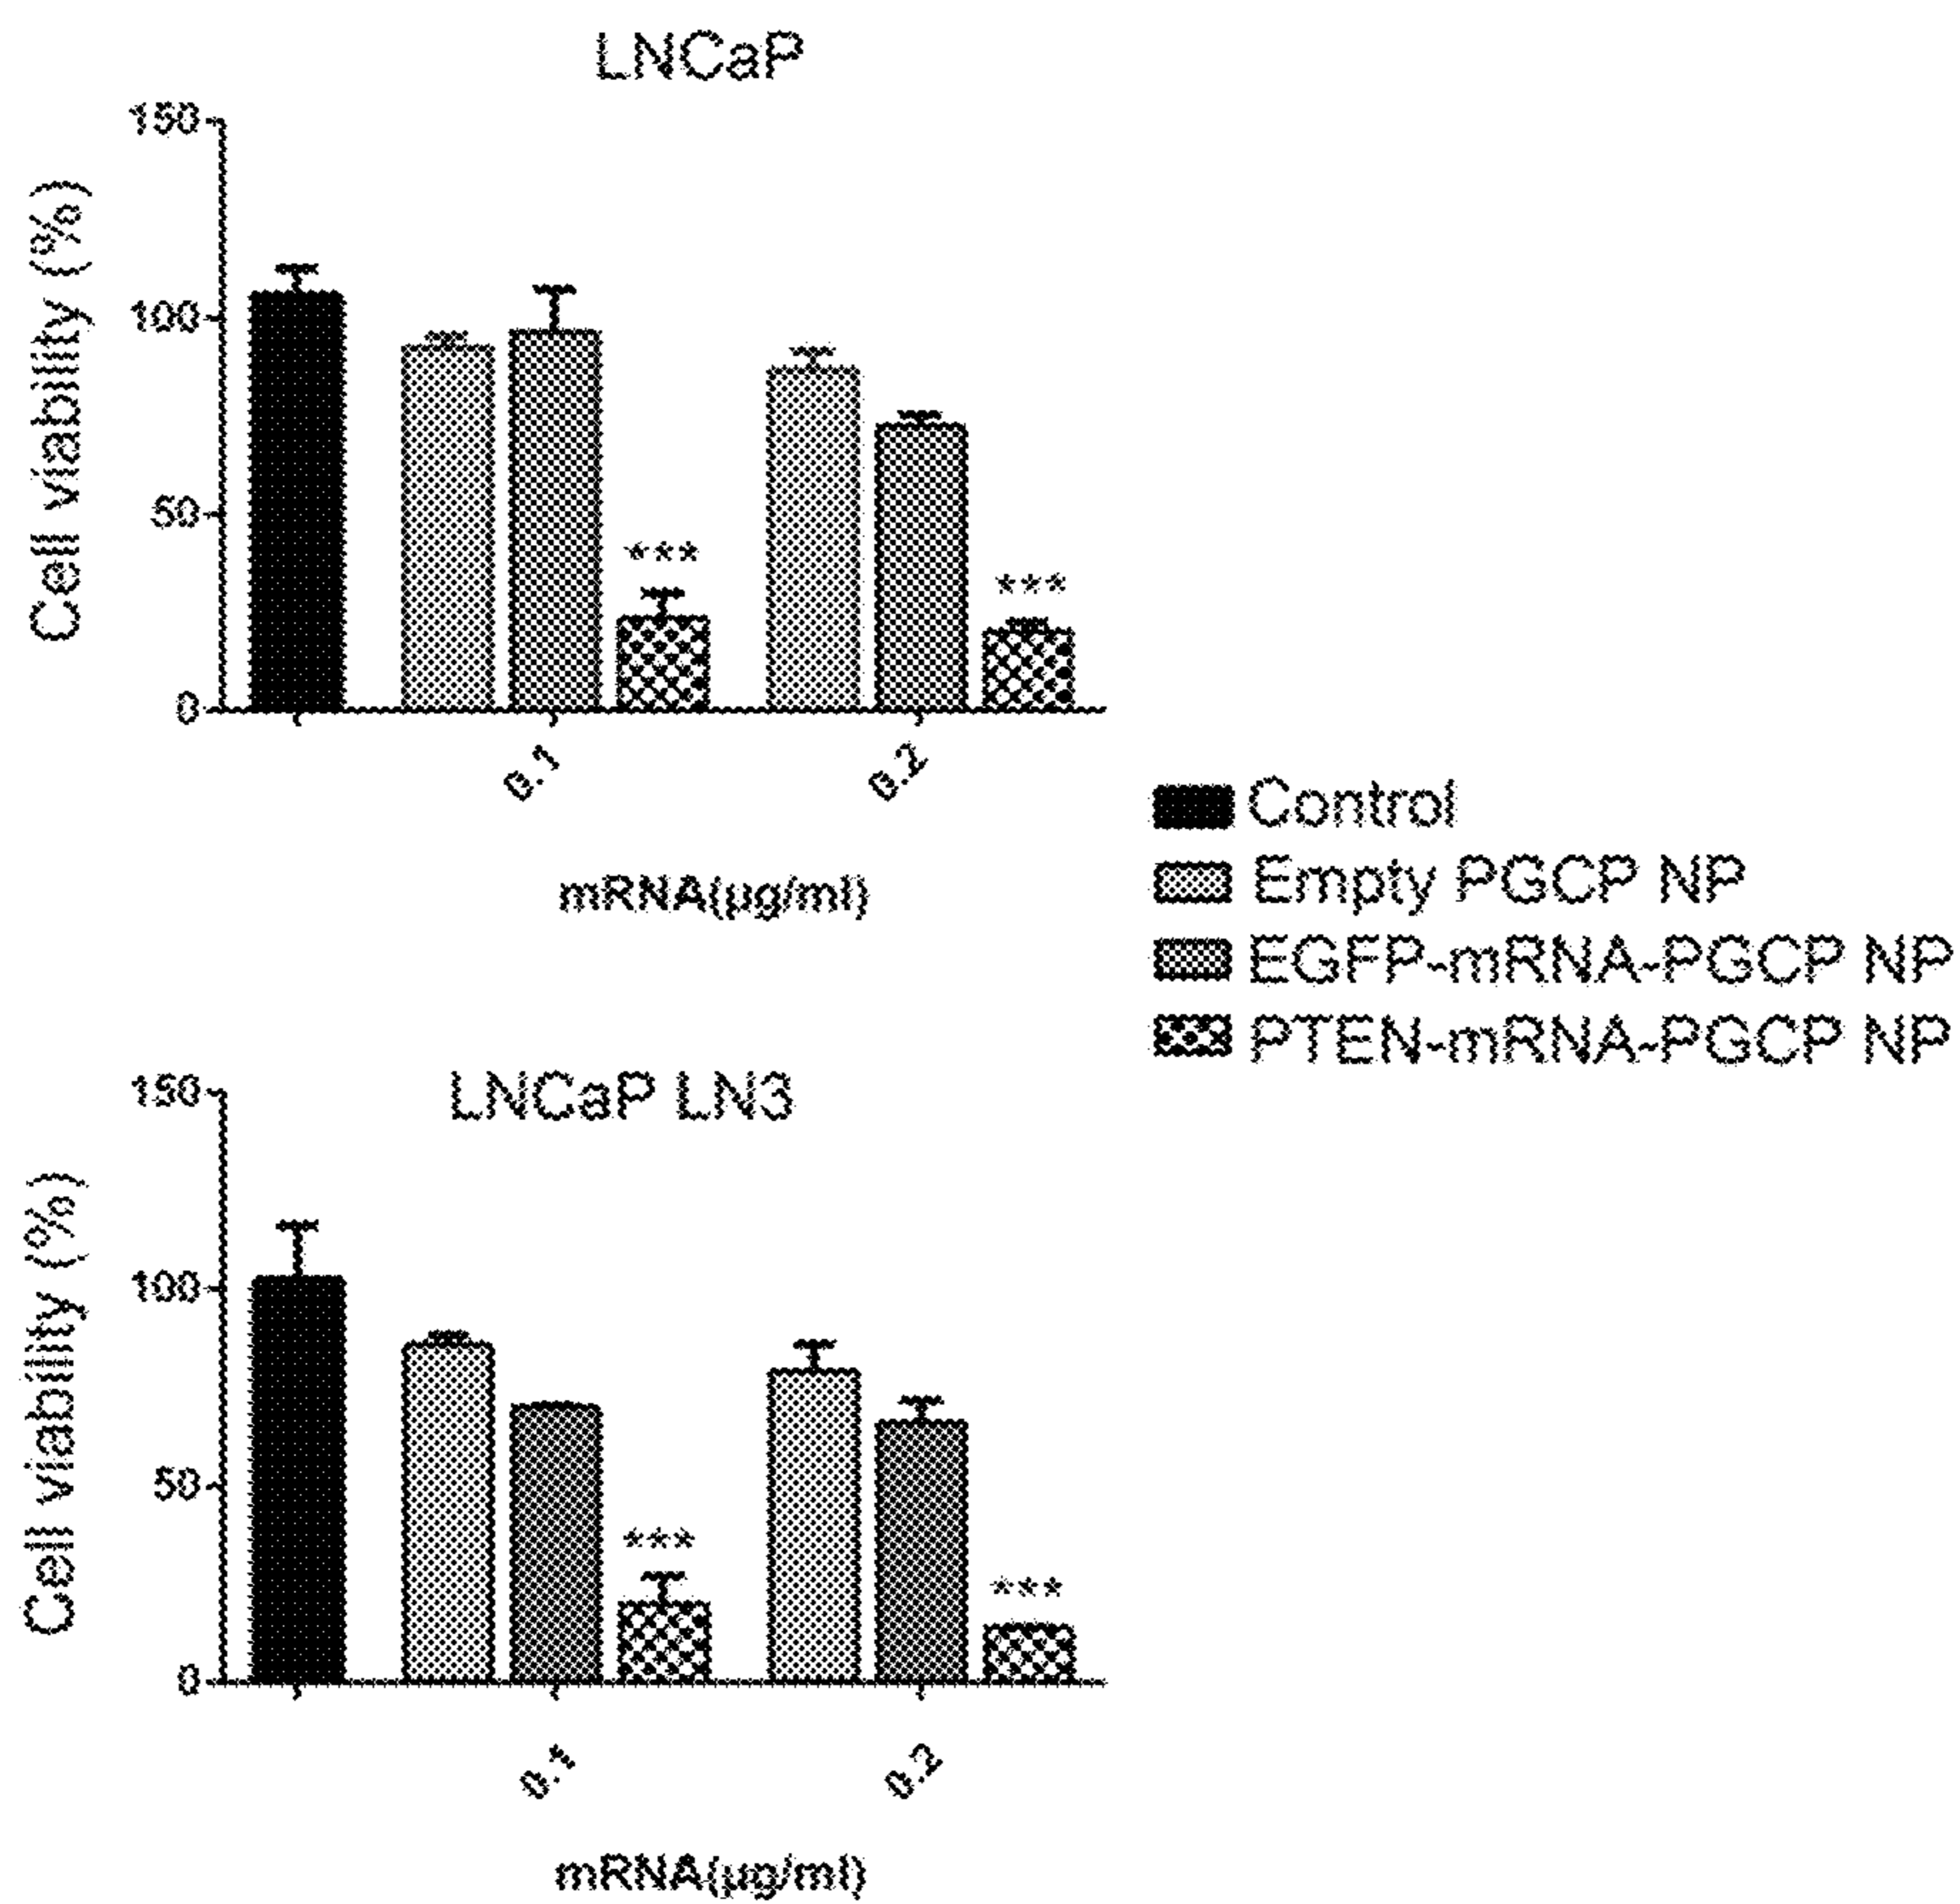 LNCaP
150
100
50
0
Cell viability (%)
***
***
0.1
0.2
mRNA(µg/ml)
Control
Empty PGCP NP
EGFP-mRNA-PGCP NP
PTEN-mRNA-PGCP NP
LNCaP LN3
150
100
50
0
Cell viability (%)
***
***
0.1
0.2
mRNA(µg/ml)